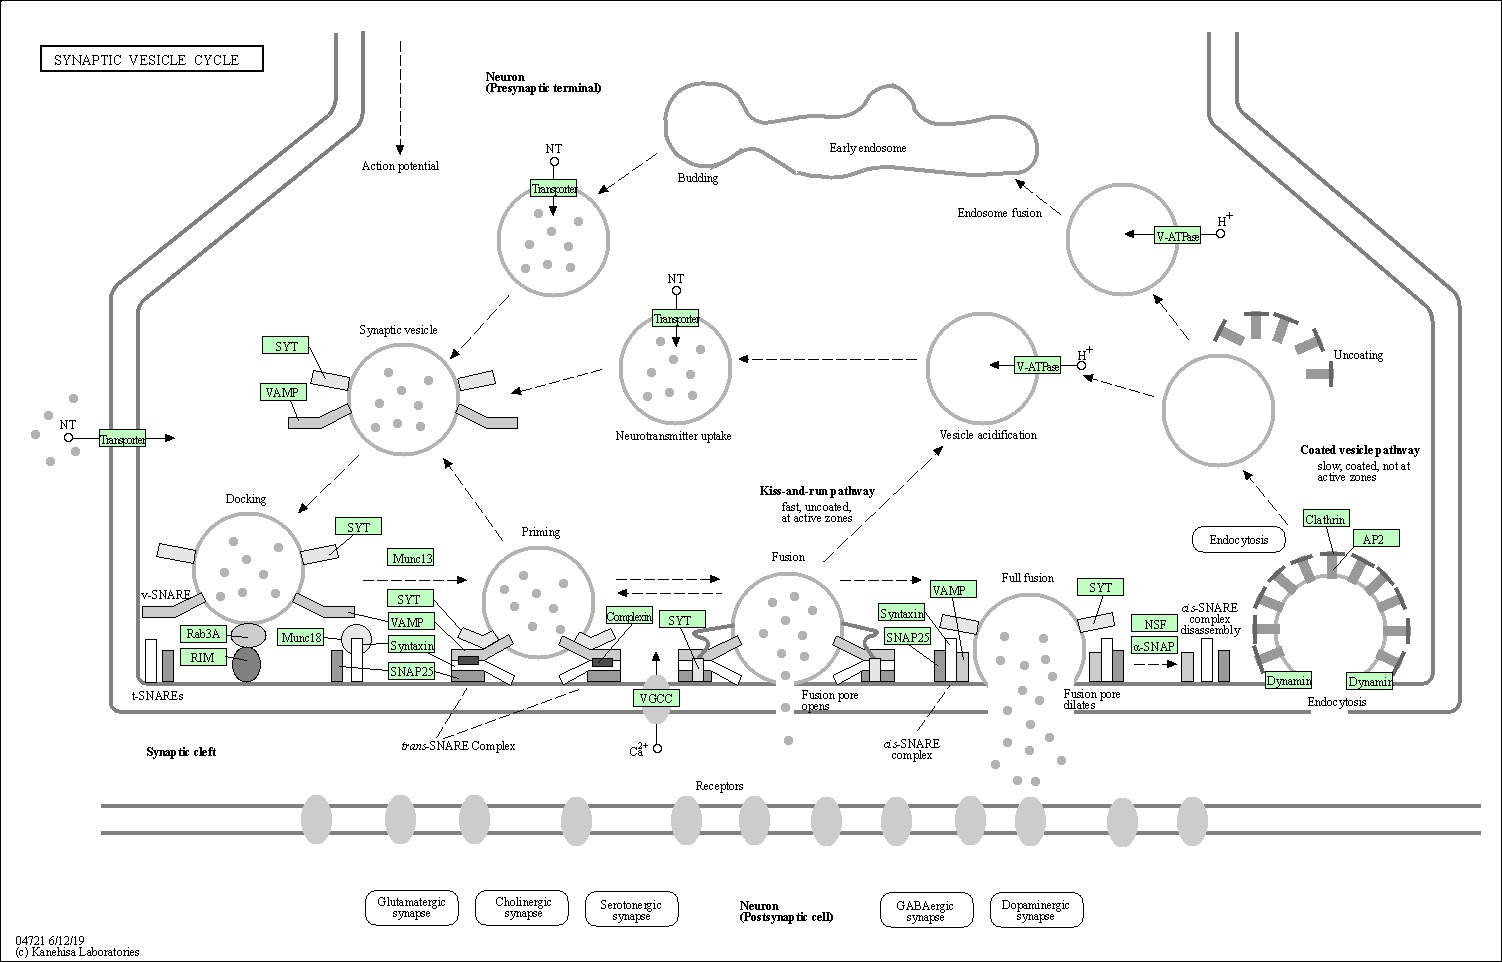 SYNAPTIC VESICLE CYCLE
Neuron
(Presynaptic terminal)
Action potential
NT
Transporter
Budding
Early endosome
Endosome fusion
H+
V-ATPase
NT
Transporter
Synaptic vesicle
SYT
VAMP
Neurotransmitter uptake
H+
V-ATPase
Vesicle acidification
Uncoating
NT
Transporter
Coated vesicle pathway
slow, coated, not at
active zones
Kiss-and-run pathway
fast, uncoated,
at active zones
Docking
SYT
v-SNARE
Rab3A
RIM
t-SNAREs
Munc18
Munc13
SYT
VAMP
Syntaxin
SNAP25
Priming
Complexin
trans-SNARE Complex
SYT
VGCC
Ca2+
Fusion
Fusion pore
opens
VAMP
Syntaxin
SNAP25
cis-SNARE
complex
Full fusion
Fusion pore
dilates
SYT
NSF
α-SNAP
cis-SNARE
complex
disassembly
Endocytosis
Clathrin
AP2
Dynamin
Dynamin
Endocytosis
Synaptic cleft
Receptors
Glutamatergic
synapse
Cholinergic
synapse
Serotonergic
synapse
Neuron
(Postsynaptic cell)
GABAergic
synapse
Dopaminergic
synapse
04721 6/12/19
(c) Kanehisa Laboratories